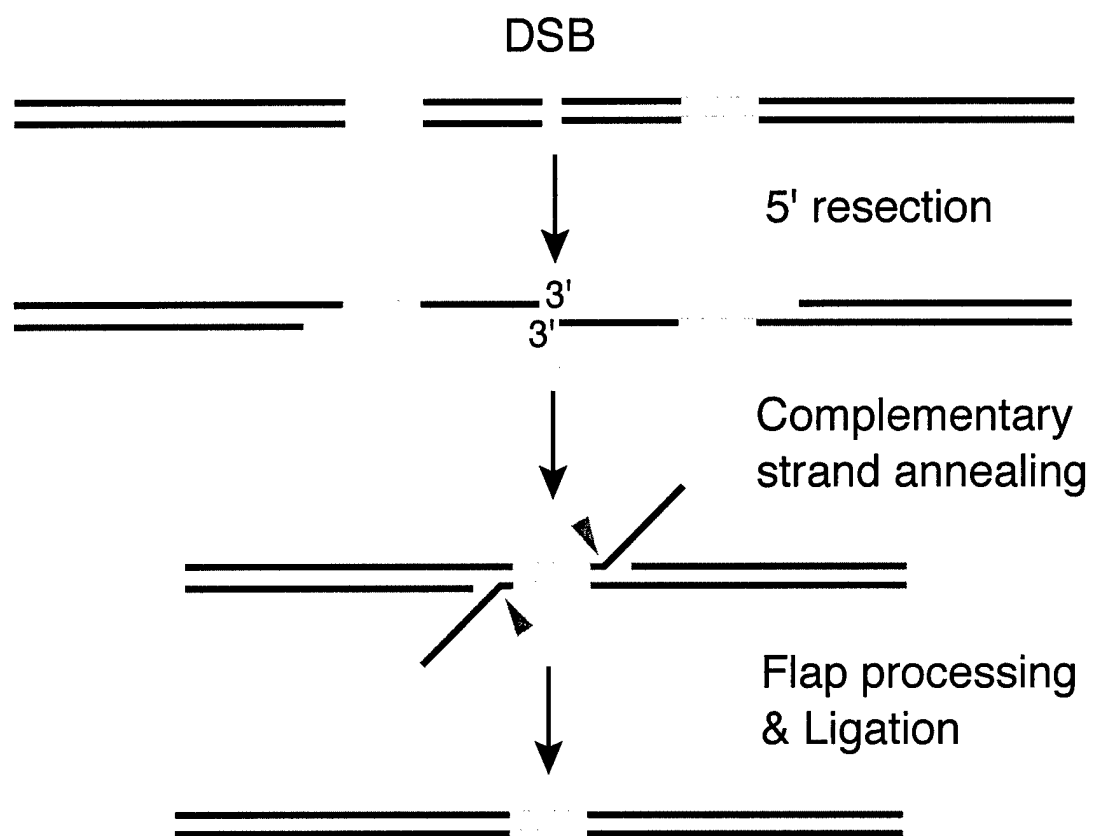 DSB
5' resection
3'
3'
Complementary
strand annealing
Flap processing
& Ligation